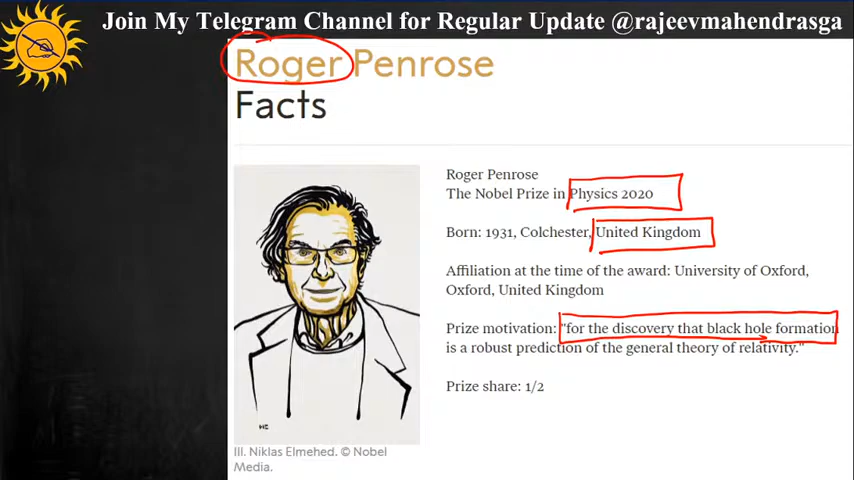 Join My Telegram Channel for Regular Update @rajeevmahendrasga
Roger Penrose
Facts
Roger Penrose
The Nobel Prize in Physics 2020
Born: 1931, Colchester, United Kingdom
Affiliation at the time of the award: University of Oxford,
Oxford, United Kingdom
Prize motivation: "for the discovery that black hole formation
is a robust prediction of the general theory of relativity."
Prize share: 1/2
Ill. Niklas Elmehed. © Nobel
Media.